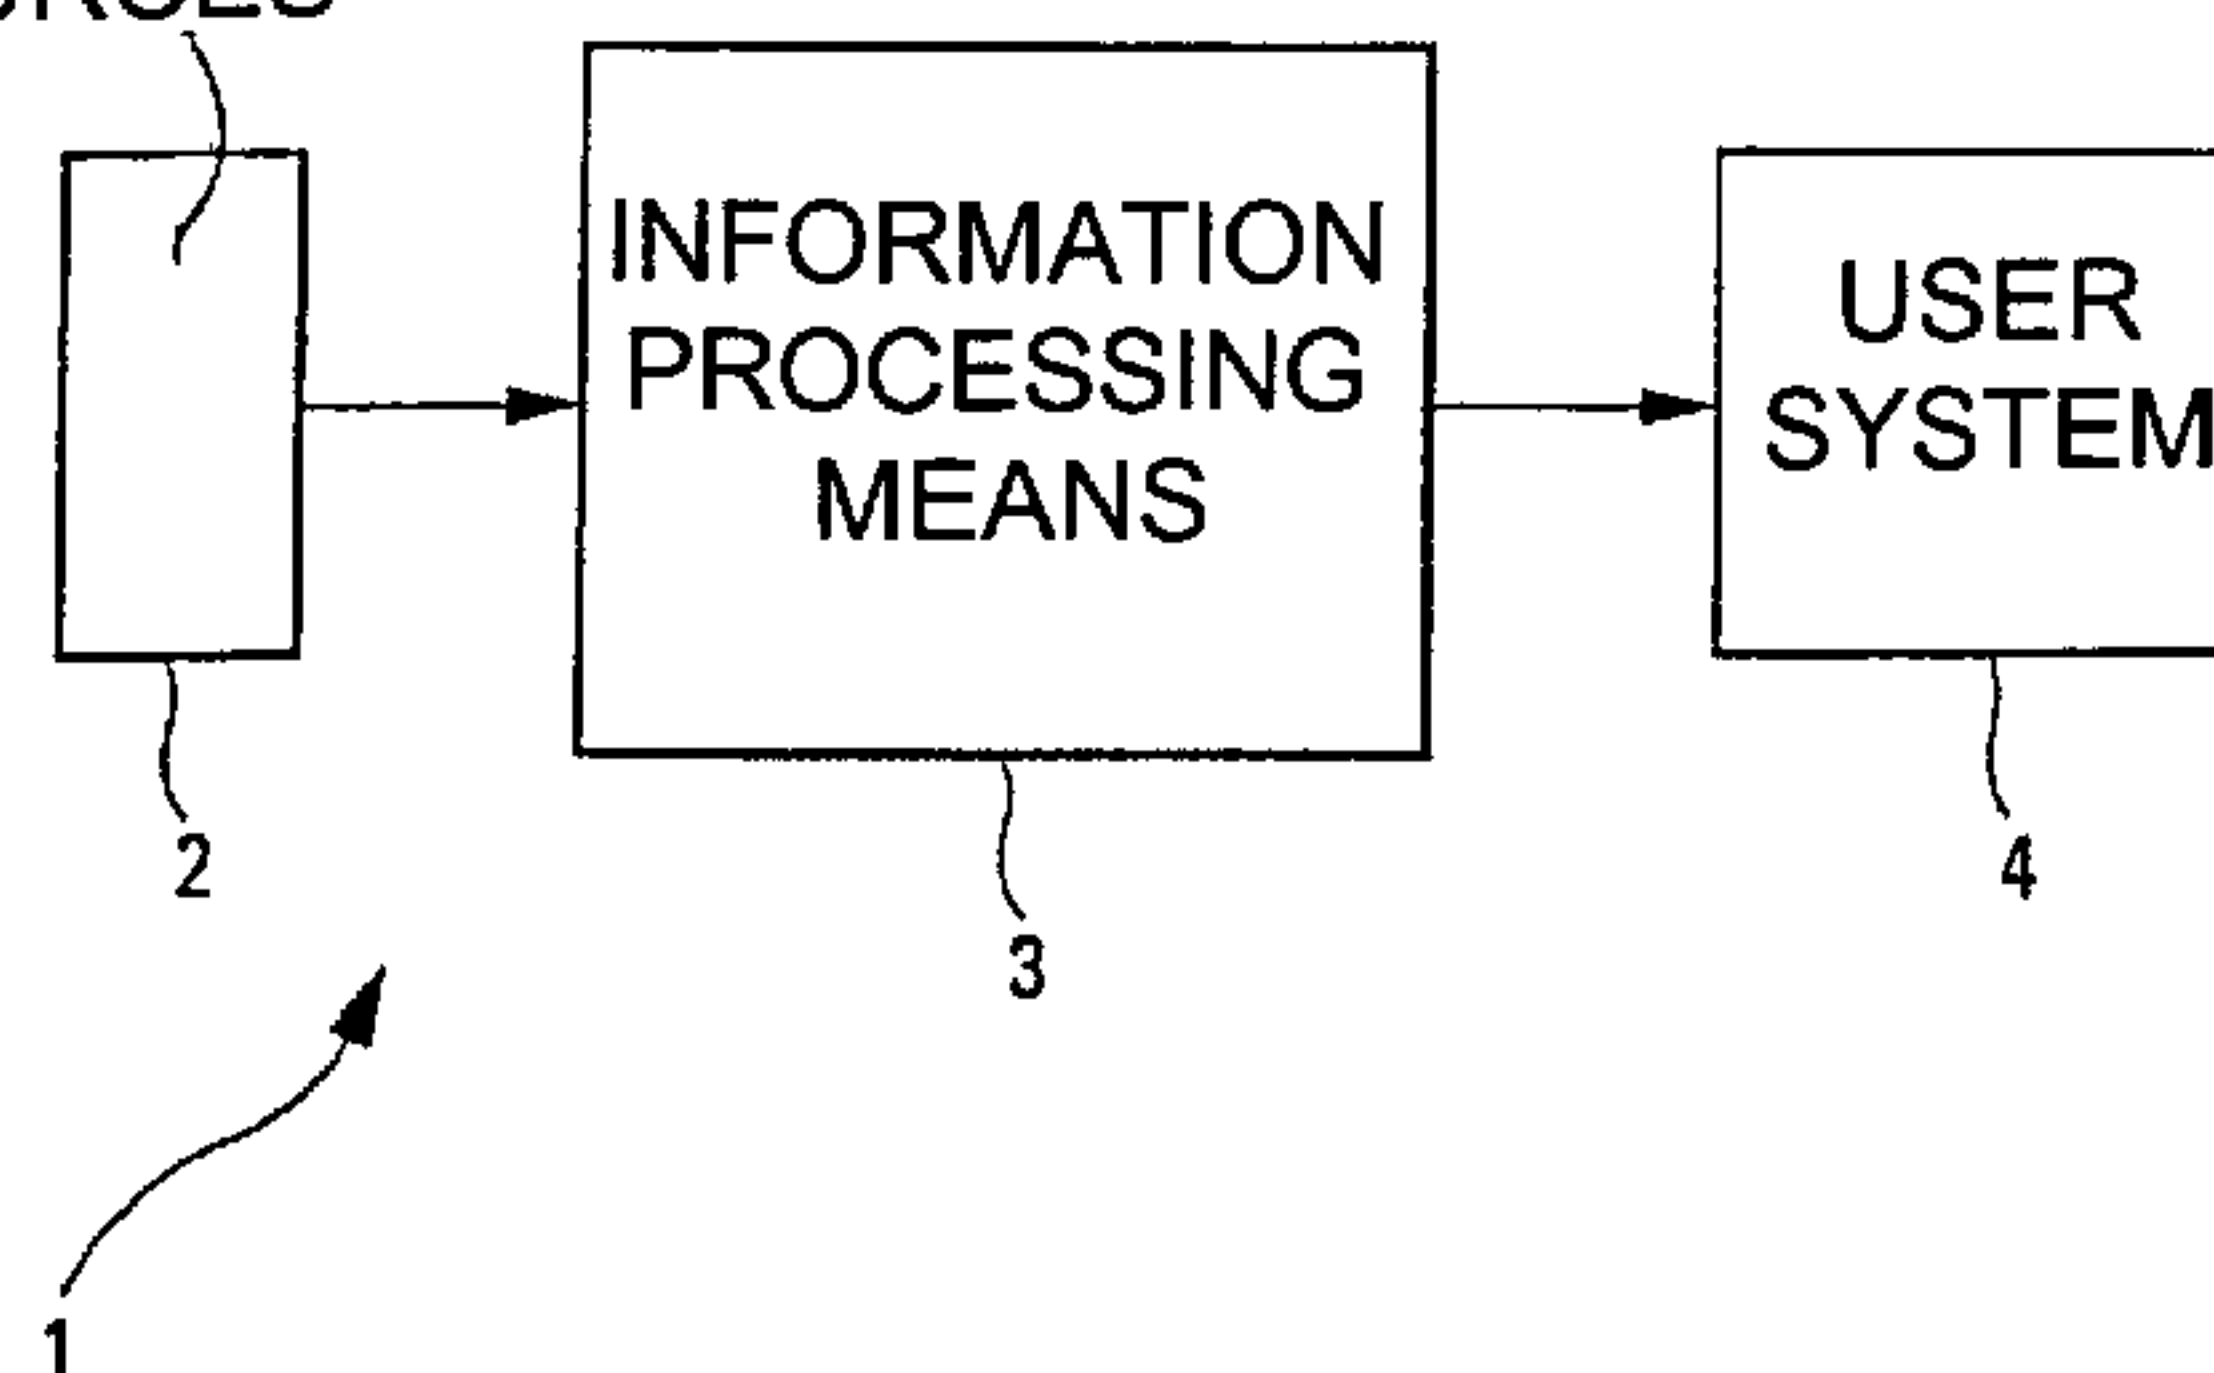 INFORMATION
PROCESSING
MEANS
USER
SYSTEM
2
4
3
1